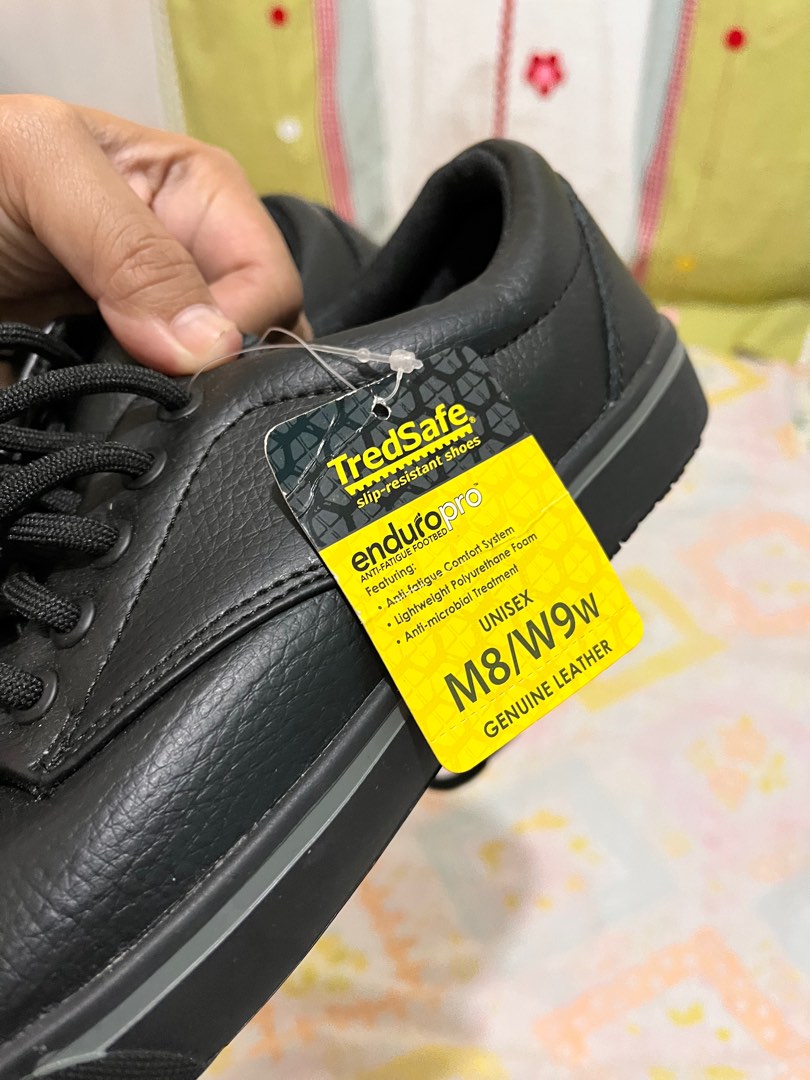 TredSafe®
slip-resistant shoes
enduropro™
ANTI-FATIGUE FOOTBED
Featuring:
• Anti-fatigue Comfort System
• Lightweight Polyurethane Foam
• Anti-microbial Treatment
UNISEX
M8/W9W
GENUINE LEATHER